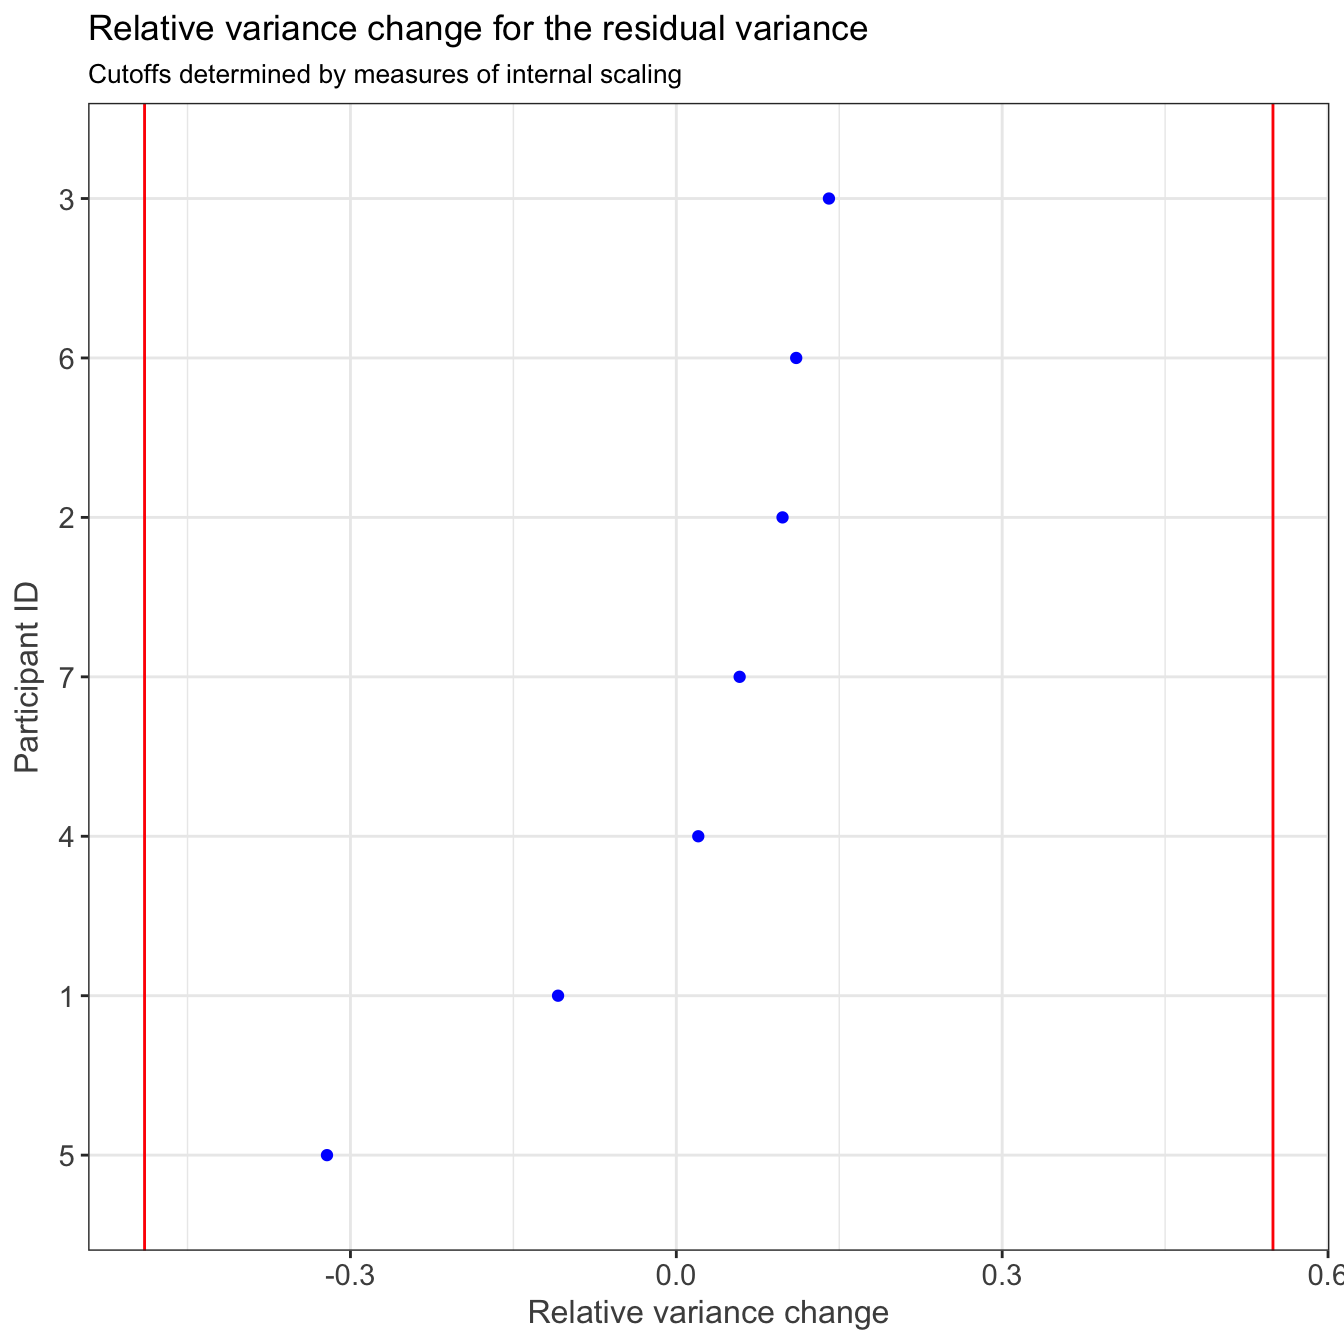 Relative variance change for the residual variance
Cutoffs determined by measures of internal scaling
Participant ID
3
6
2
7
4
1
5
-0.3
0.0
0.3
0.6
Relative variance change